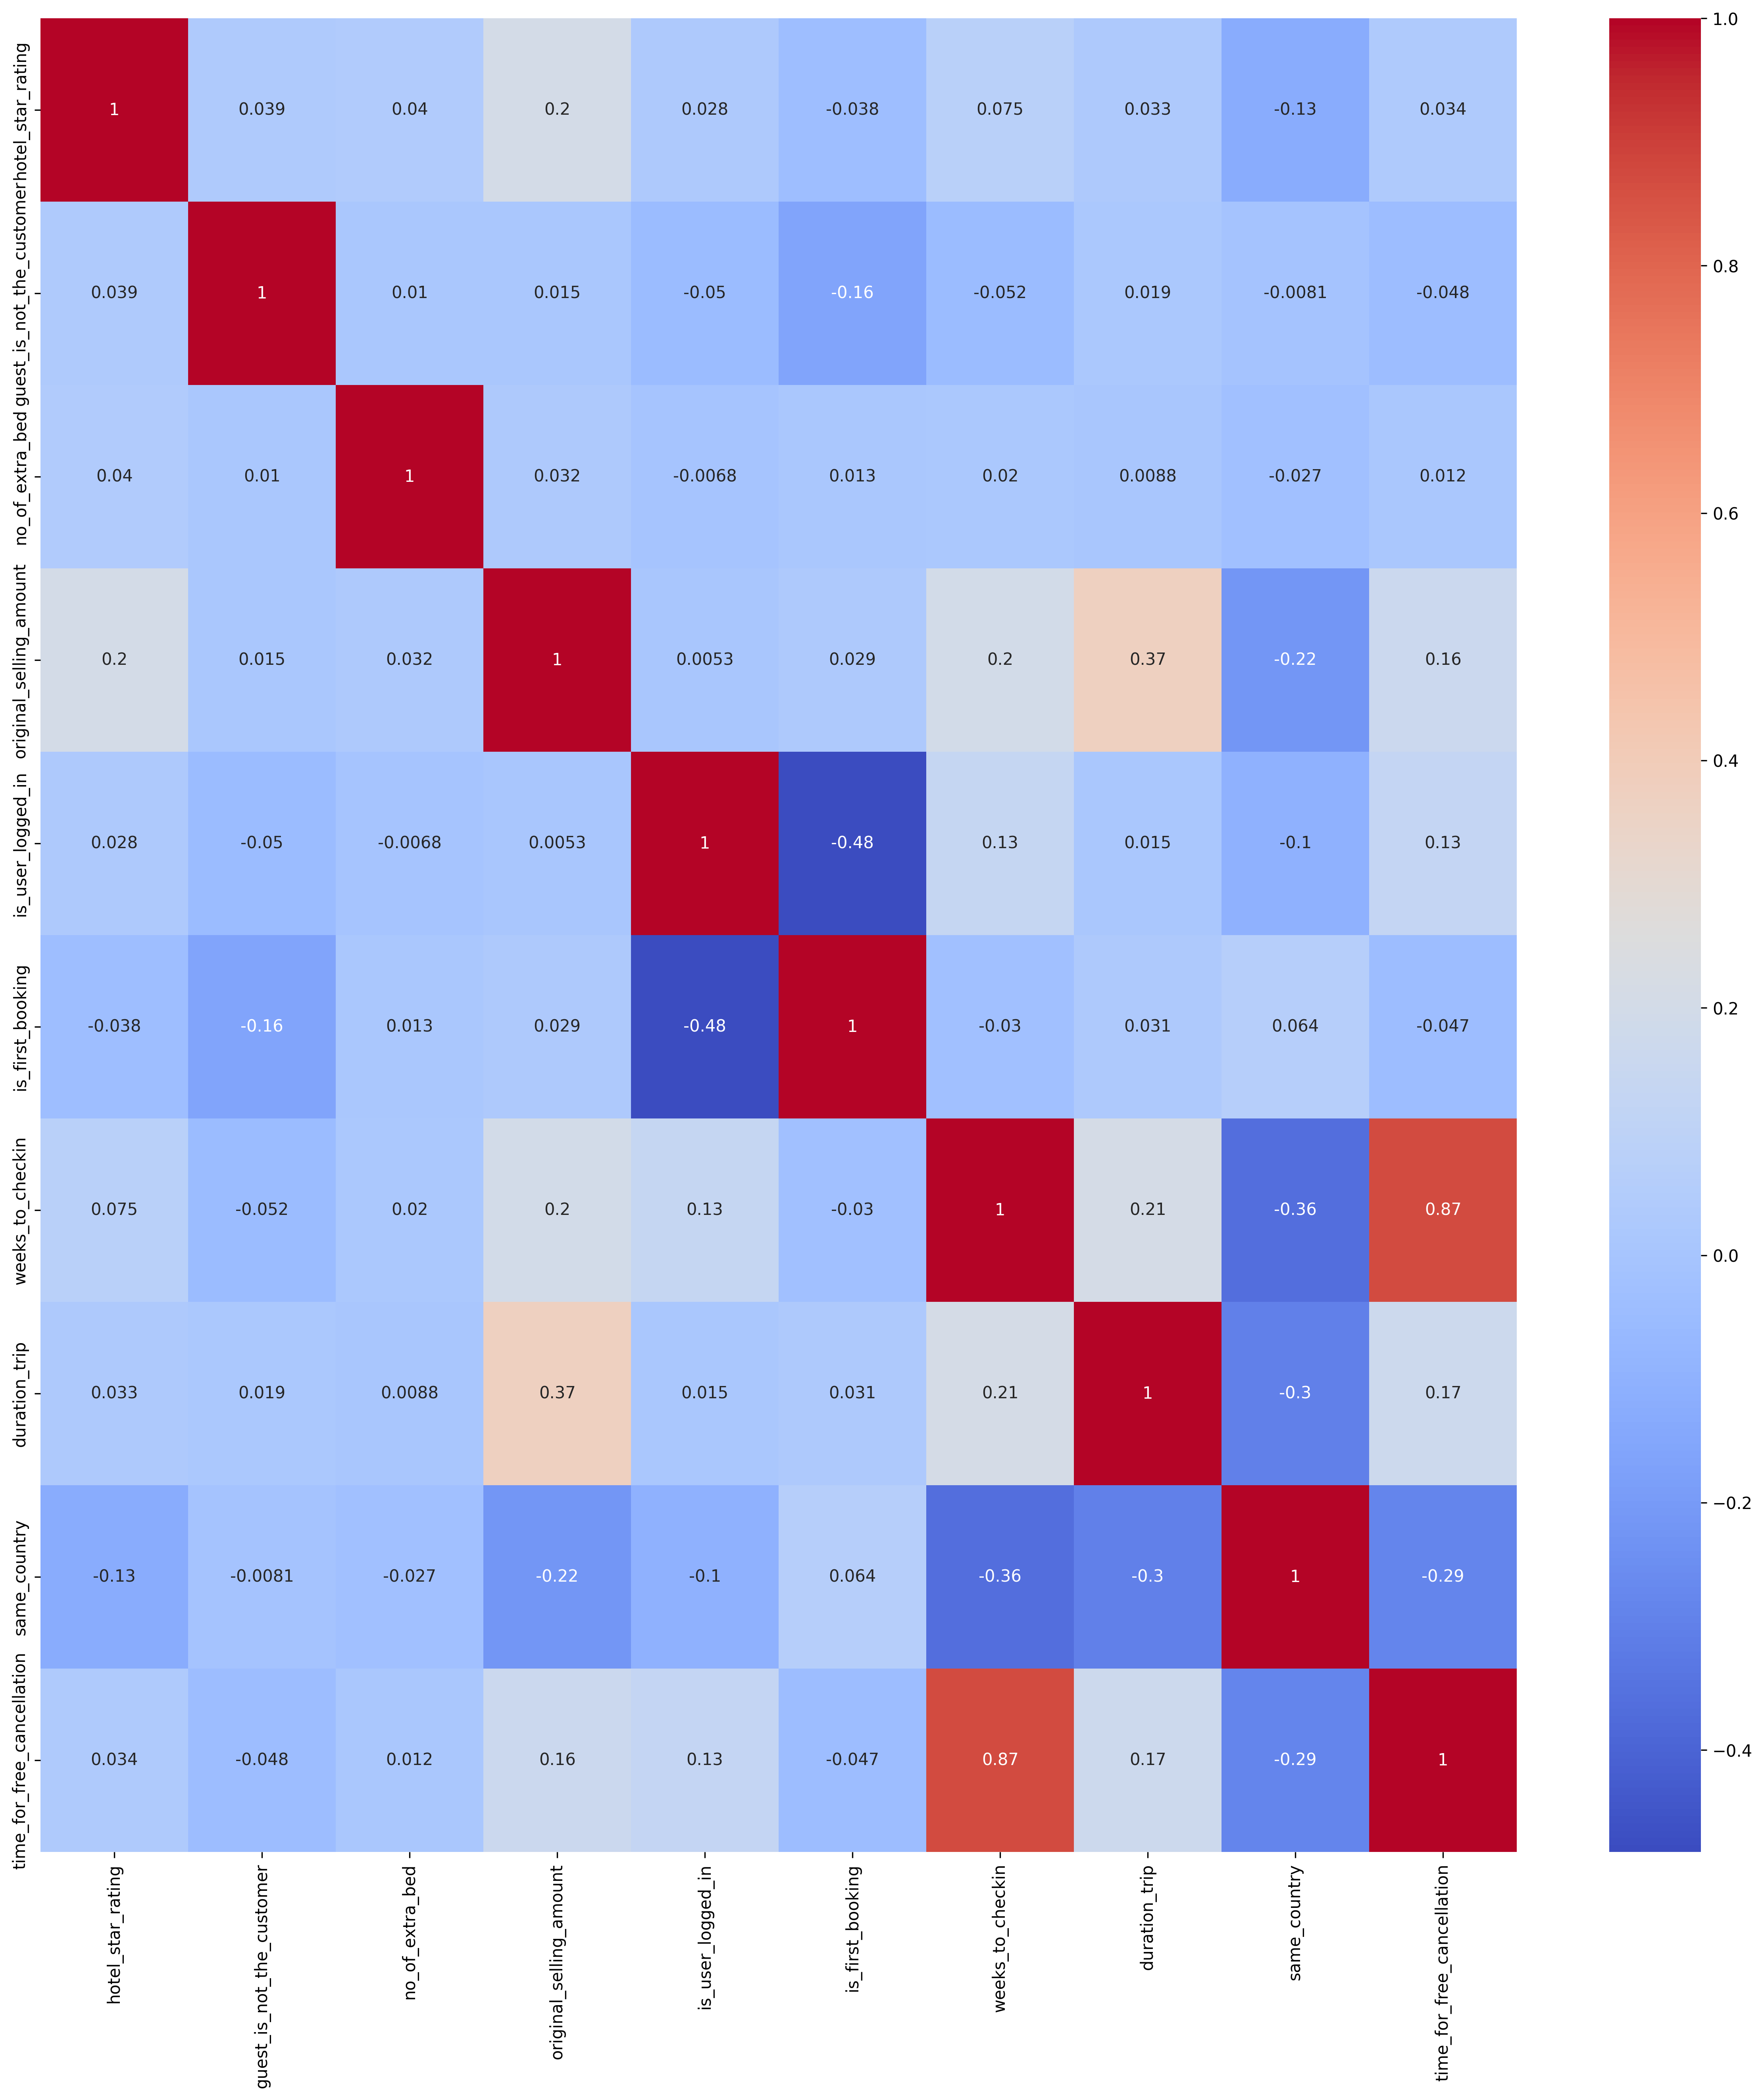 hotel_star_rating 1 0.039 0.04 0.2 0.028 -0.038 0.075 0.033 -0.13 0.034
guest_is_not_the_customer 0.039 1 0.01 0.015 -0.05 -0.16 -0.052 0.019 -0.0081 -0.048
no_of_extra_bed 0.04 0.01 1 0.032 -0.0068 0.013 0.02 0.0088 -0.027 0.012
original_selling_amount 0.2 0.015 0.032 1 0.0053 0.029 0.2 0.37 -0.22 0.16
is_user_logged_in 0.028 -0.05 -0.0068 0.0053 1 -0.48 0.13 0.015 -0.1 0.13
is_first_booking -0.038 -0.16 0.013 0.029 -0.48 1 -0.03 0.031 0.064 -0.047
weeks_to_checkin 0.075 -0.052 0.02 0.2 0.13 -0.03 1 0.21 -0.36 0.87
duration_trip 0.033 0.019 0.0088 0.37 0.015 0.031 0.21 1 -0.3 0.17
same_country -0.13 -0.0081 -0.027 -0.22 -0.1 0.064 -0.36 -0.3 1 -0.29
time_for_free_cancellation 0.034 -0.048 0.012 0.16 0.13 -0.047 0.87 0.17 -0.29 1
hotel_star_rating
guest_is_not_the_customer
no_of_extra_bed
original_selling_amount
is_user_logged_in
is_first_booking
weeks_to_checkin
duration_trip
same_country
time_for_free_cancellation
1.0
0.8
0.6
0.4
0.2
0.0
−0.2
−0.4